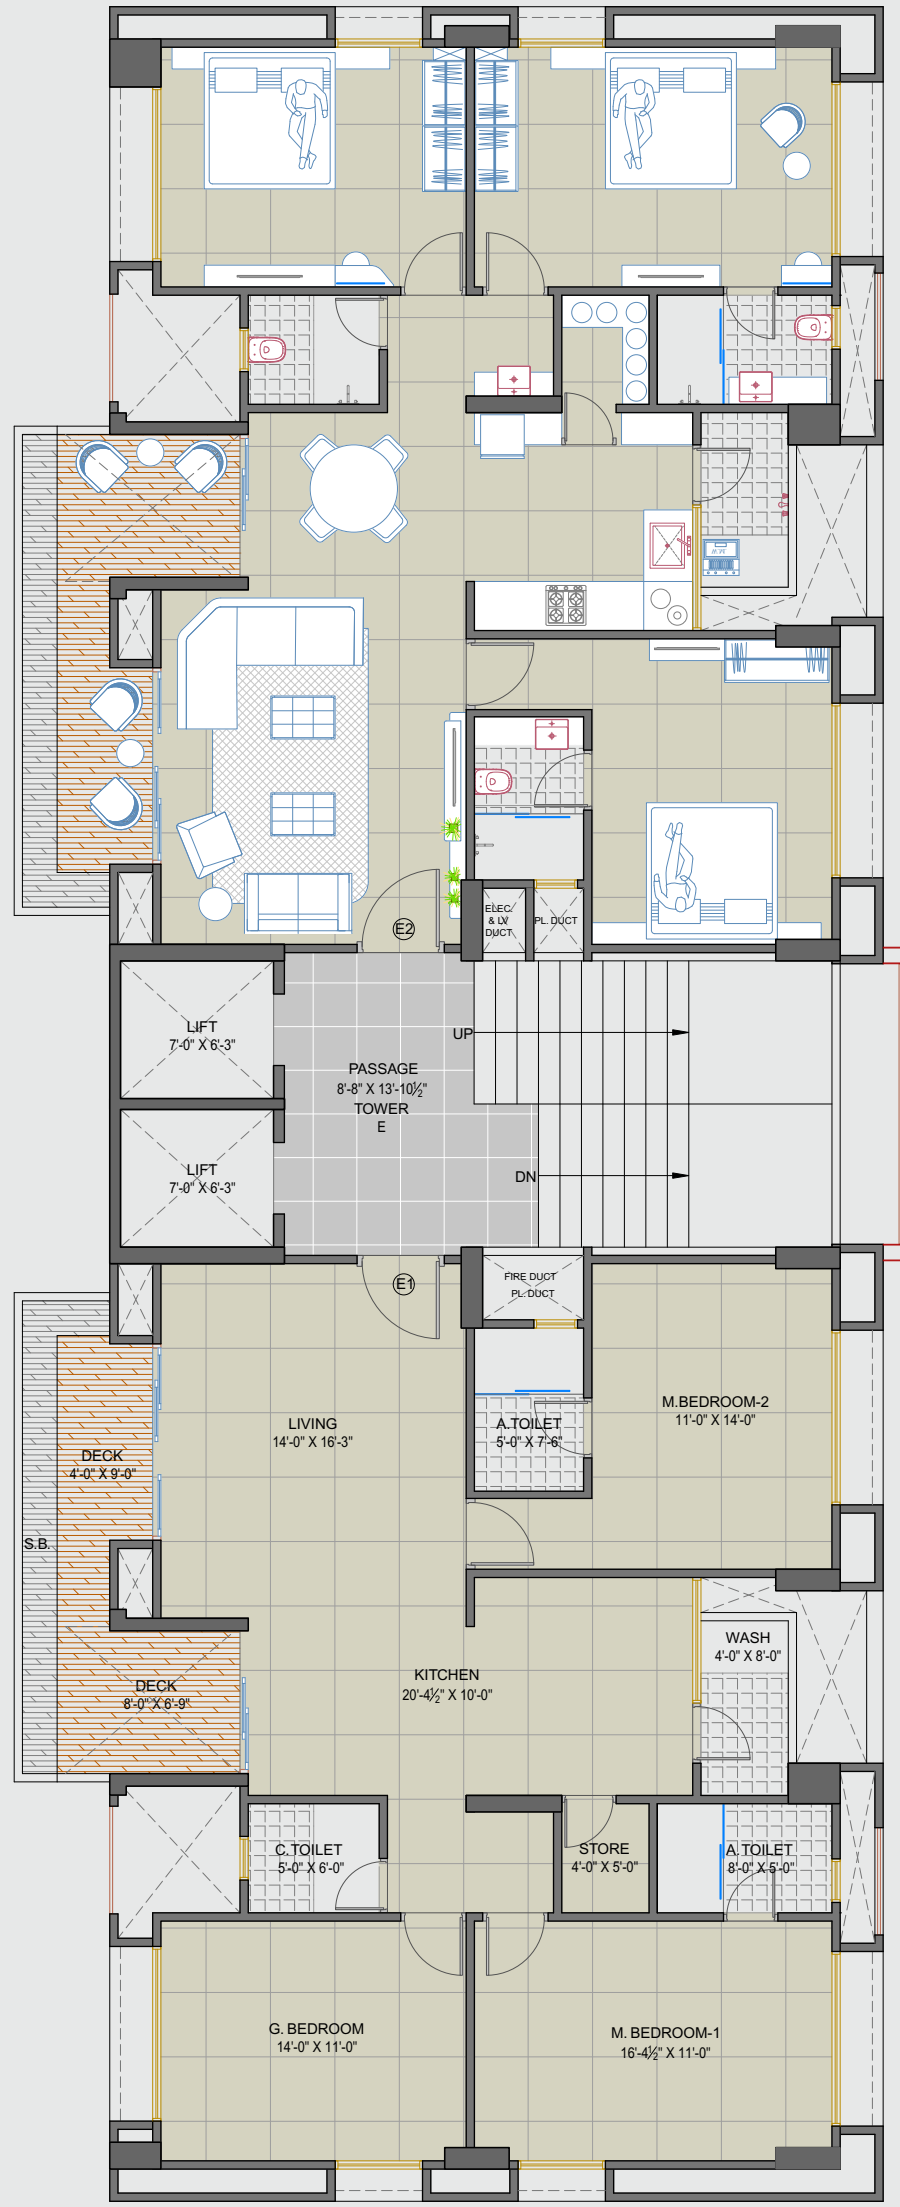 M/W
ELEC.
& LV
DUCT
PL. DUCT
E2
LIFT
7'-0" X 6'-3"
UP
PASSAGE
8'-8" X 13'-10½"
TOWER
E
LIFT
7'-0" X 6'-3"
DN
E1
FIRE DUCT
PL. DUCT
LIVING
14'-0" X 16'-3"
A.TOILET
5'-0" X 7'-6"
M.BEDROOM-2
11'-0" X 14'-0"
DECK
4'-0" X 9'-0"
S.B.
WASH
4'-0" X 8'-0"
DECK
8'-0" X 6'-9"
KITCHEN
20'-4½" X 10'-0"
C.TOILET
5'-0" X 6'-0"
STORE
4'-0" X 5'-0"
A.TOILET
8'-0" X 5'-0"
G. BEDROOM
14'-0" X 11'-0"
M. BEDROOM-1
16'-4½" X 11'-0"